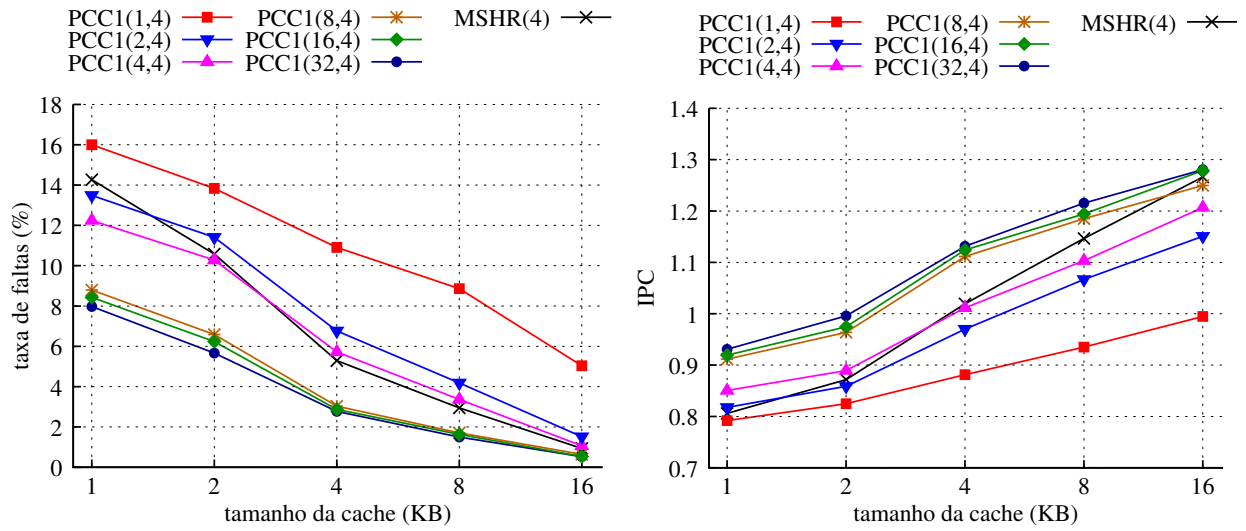 PCC1(1,4) PCC1(8,4) MSHR(4)
PCC1(2,4) PCC1(16,4)
PCC1(4,4) PCC1(32,4)
18
16
14
12
10
8
6
4
2
0
taxa de faltas (%)
1 2 4 8 16
tamanho da cache (KB)
PCC1(1,4) PCC1(8,4) MSHR(4)
PCC1(2,4) PCC1(16,4)
PCC1(4,4) PCC1(32,4)
1.4
1.3
1.2
1.1
1
0.9
0.8
0.7
IPC
1 2 4 8 16
tamanho da cache (KB)